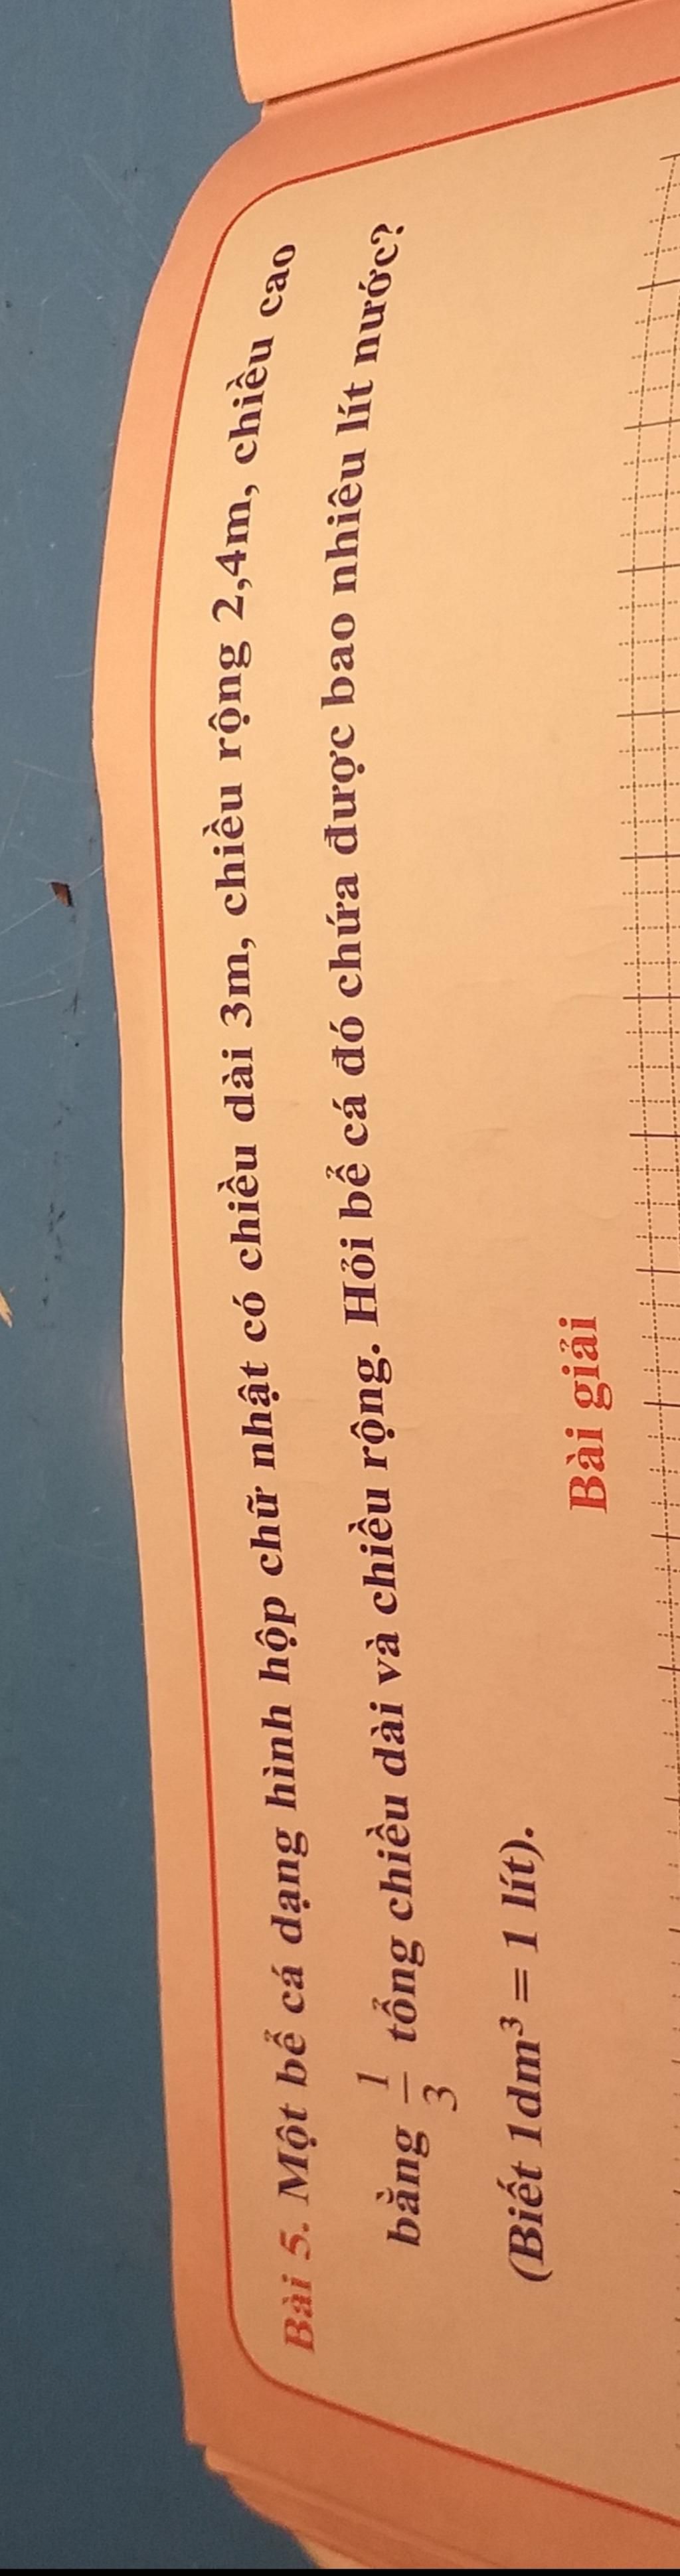 Bài 5. Một bể cá dạng hình hộp chữ nhật có chiều dài 3m, chiều rộng 2,4m, chiều cao
bằng 1/3 tổng chiều dài và chiều rộng. Hỏi bể cá đó chứa được bao nhiêu lít nước?
(Biết 1dm³ = 1 lít).
Bài giải